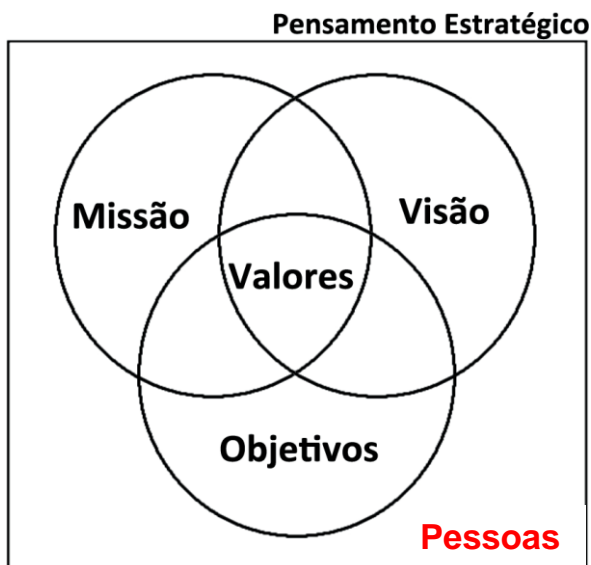 Pensamento Estratégico
Missão
Visão
Valores
Objetivos
Pessoas